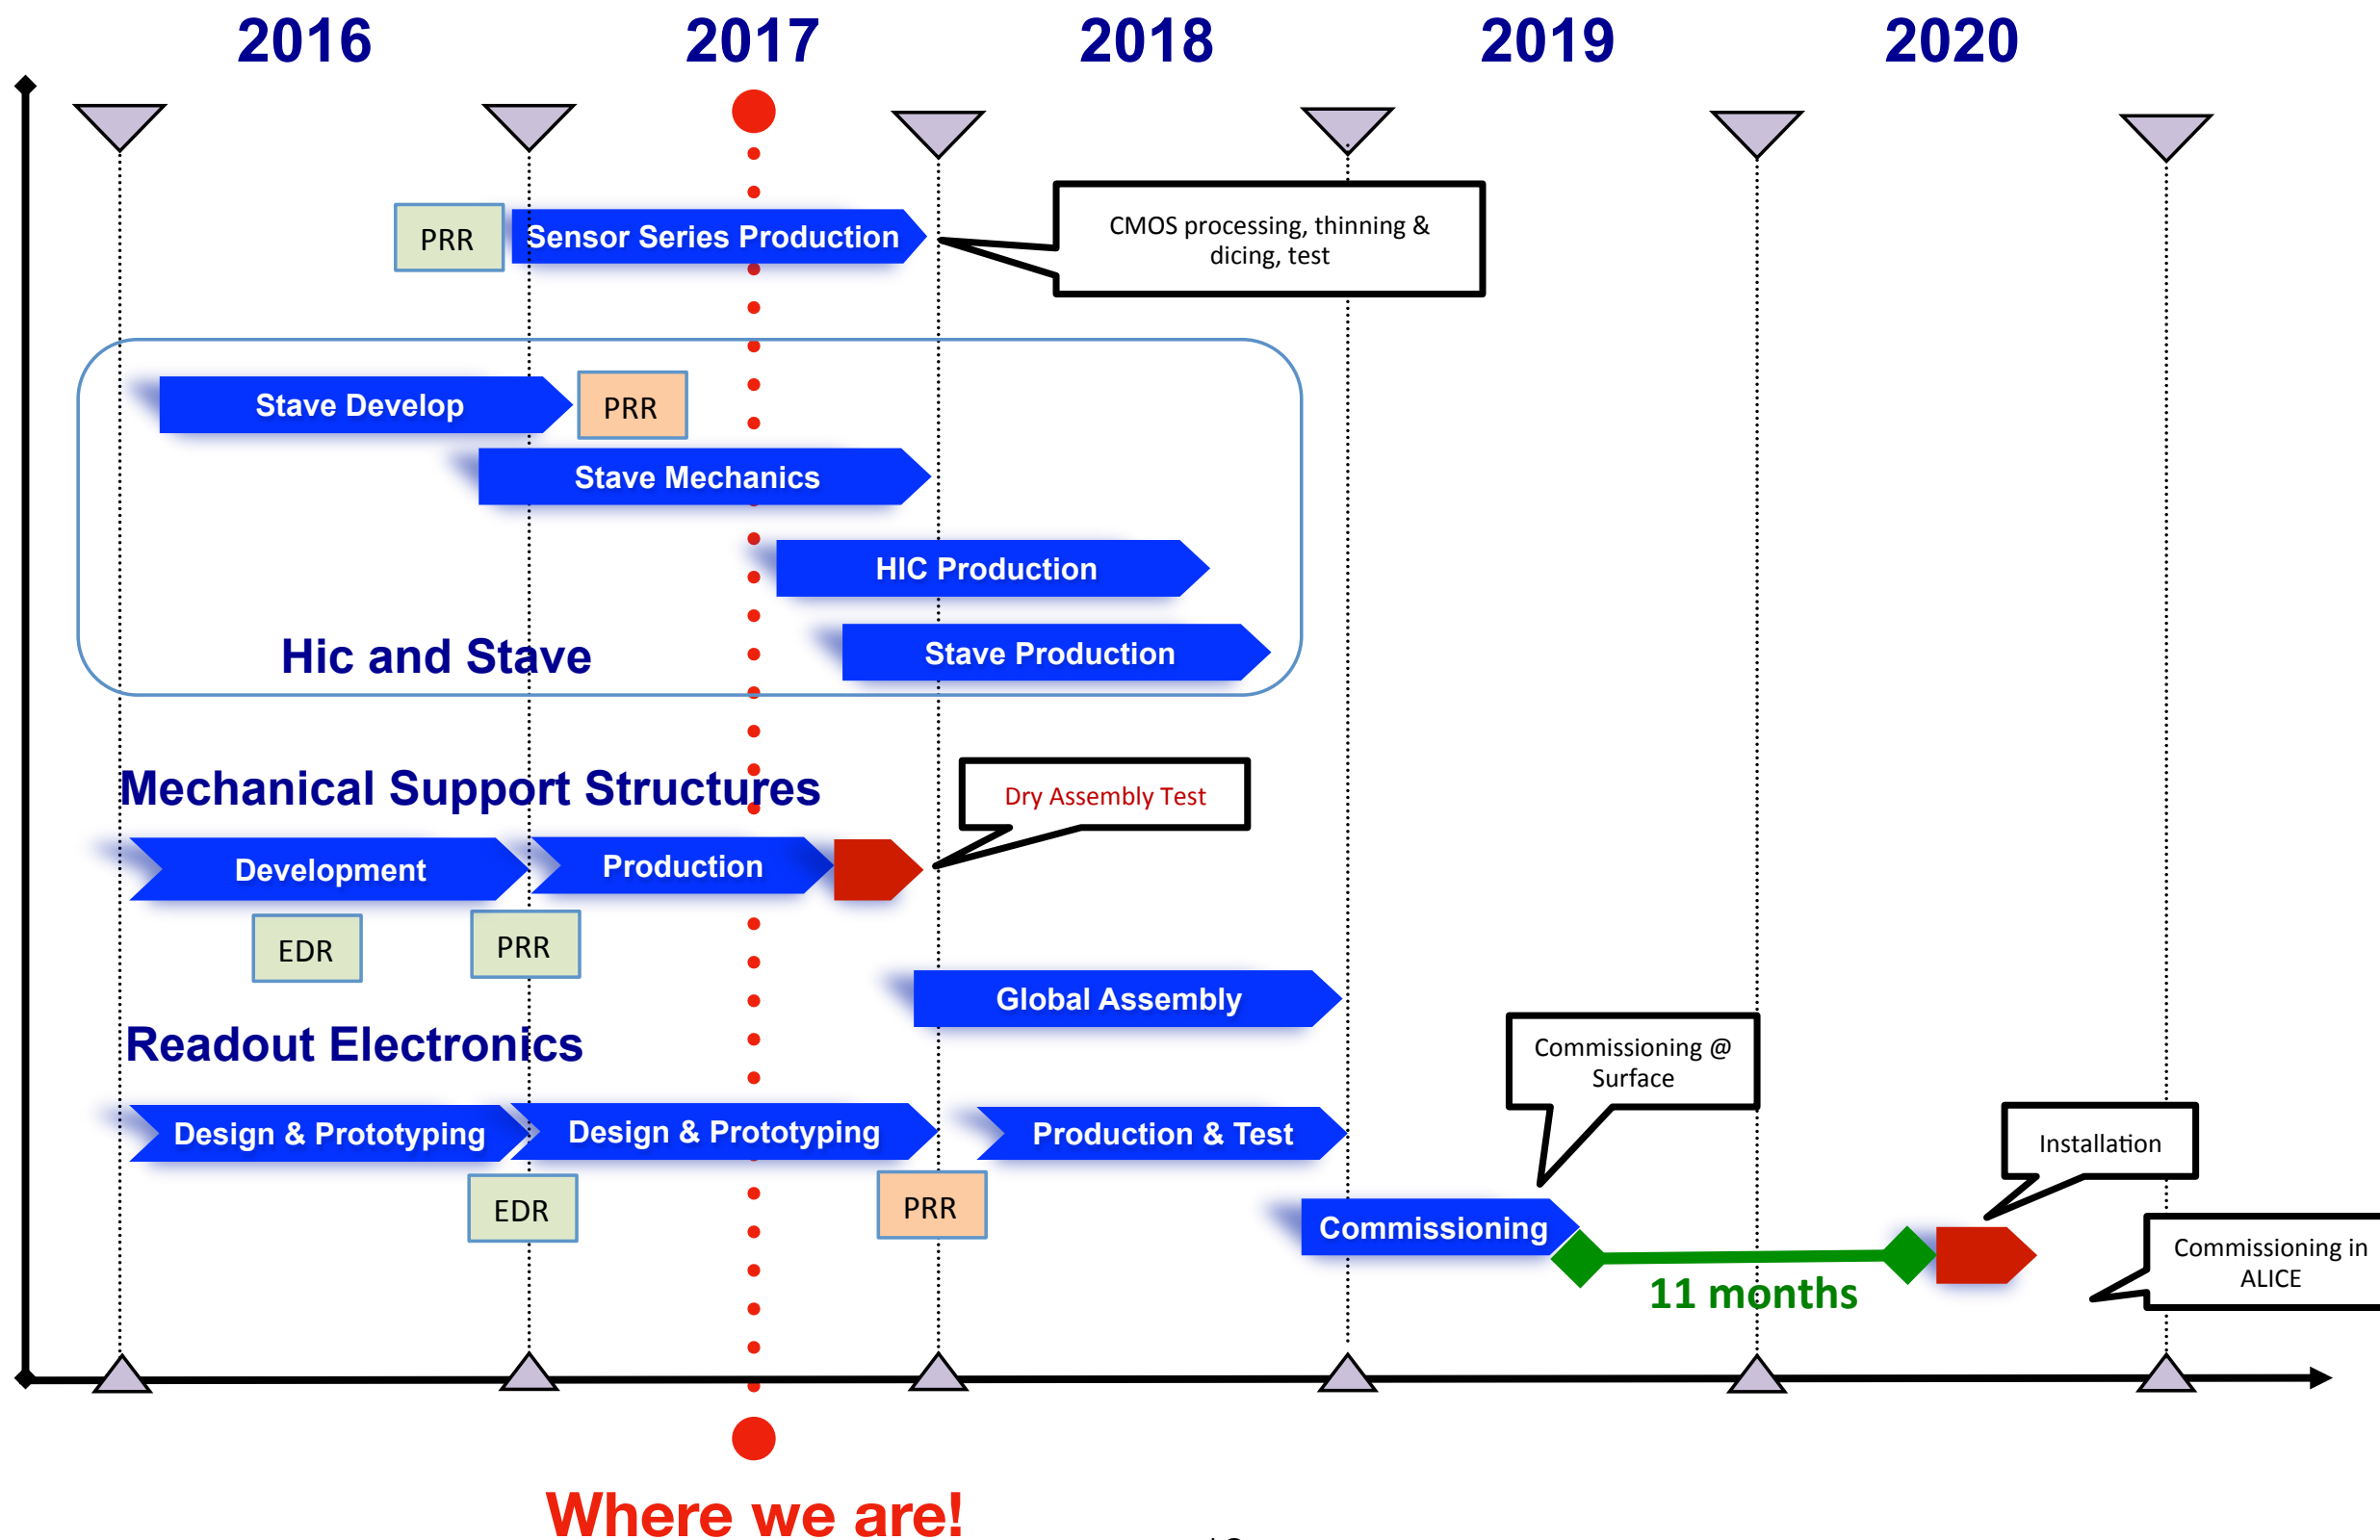 2016 2017 2018 2019 2020
PRR
Sensor Series Production
CMOS processing, thinning &
dicing, test
Stave Develop
PRR
Stave Mechanics
HIC Production
Stave Production
Hic and Stave
Mechanical Support Structures
Dry Assembly Test
Development
Production
EDR
PRR
Global Assembly
Readout Electronics
Commissioning @
Surface
Design & Prototyping
Design & Prototyping
Production & Test
Installation
EDR
PRR
Commissioning
Commissioning in
ALICE
11 months
Where we are!